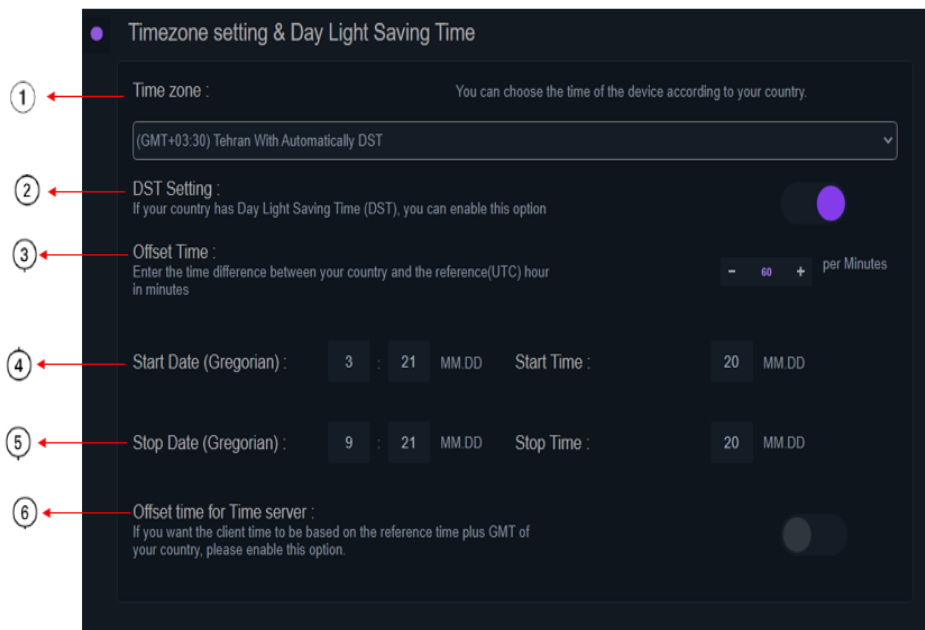 Timezone setting & Day Light Saving Time
1
Time zone :
You can choose the time of the device according to your country.
(GMT+03:30) Tehran With Automatically DST
2
DST Setting :
If your country has Day Light Saving Time (DST), you can enable this option
3
Offset Time :
Enter the time difference between your country and the reference(UTC) hour
in minutes
- 60 + per Minutes
4
Start Date (Gregorian) : 3 : 21 MM.DD Start Time : 20 MM.DD
5
Stop Date (Gregorian) : 9 : 21 MM.DD Stop Time : 20 MM.DD
6
Offset time for Time server :
If you want the client time to be based on the reference time plus GMT of
your country, please enable this option.